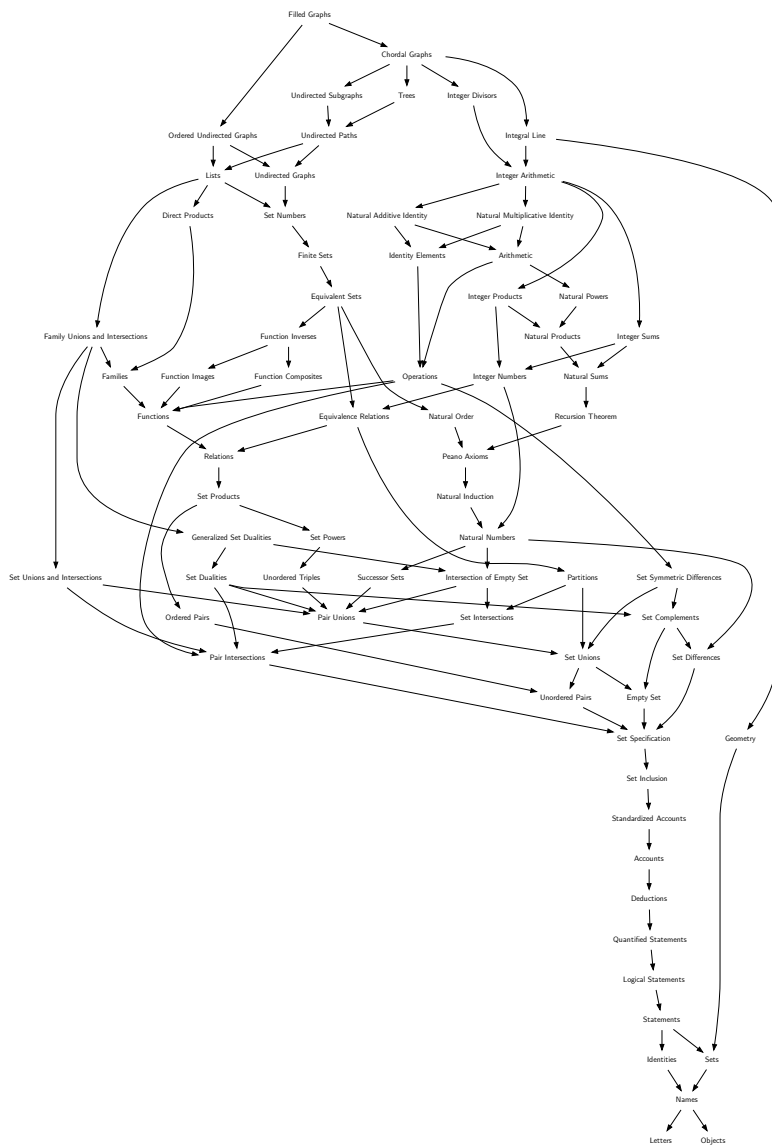 Filled Graphs
Chordal Graphs
Undirected Subgraphs
Trees
Integer Divisors
Ordered Undirected Graphs
Undirected Paths
Integral Line
Lists
Undirected Graphs
Integer Arithmetic
Direct Products
Set Numbers
Natural Additive Identity
Natural Multiplicative Identity
Finite Sets
Identity Elements
Arithmetic
Equivalent Sets
Integer Products
Natural Powers
Family Unions and Intersections
Function Inverses
Natural Products
Integer Sums
Families
Function Images
Function Composites
Operations
Integer Numbers
Natural Sums
Functions
Equivalence Relations
Natural Order
Recursion Theorem
Relations
Peano Axioms
Set Products
Natural Induction
Generalized Set Dualities
Set Powers
Natural Numbers
Set Unions and Intersections
Set Dualities
Unordered Triples
Successor Sets
Intersection of Empty Set
Partitions
Set Symmetric Differences
Ordered Pairs
Pair Unions
Set Intersections
Set Complements
Pair Intersections
Set Unions
Set Differences
Unordered Pairs
Empty Set
Set Specification
Geometry
Set Inclusion
Standardized Accounts
Accounts
Deductions
Quantified Statements
Logical Statements
Statements
Identities
Sets
Names
Letters
Objects